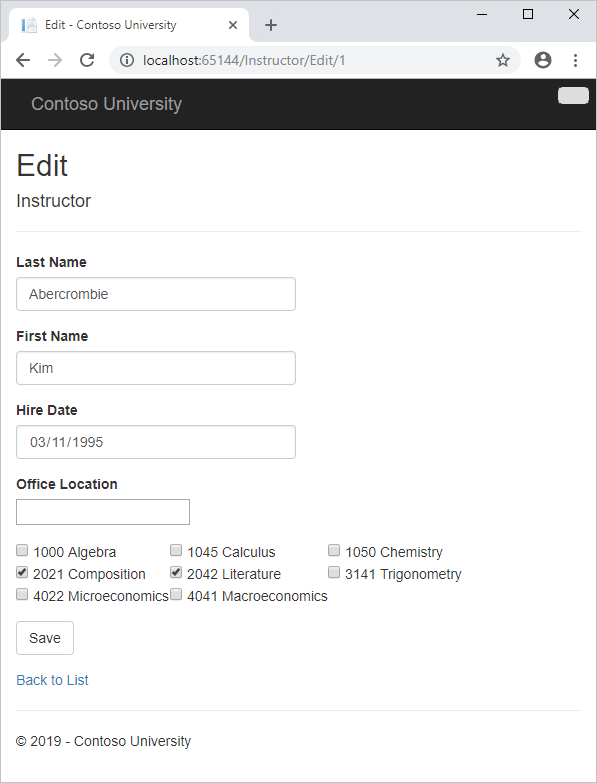 Edit - Contoso University
localhost:65144/Instructor/Edit/1
Contoso University
Edit
Instructor
Last Name
Abercrombie
First Name
Kim
Hire Date
03/11/1995
Office Location
1000 Algebra 1045 Calculus 1050 Chemistry
2021 Composition 2042 Literature 3141 Trigonometry
4022 Microeconomics 4041 Macroeconomics
Save
Back to List
© 2019 - Contoso University